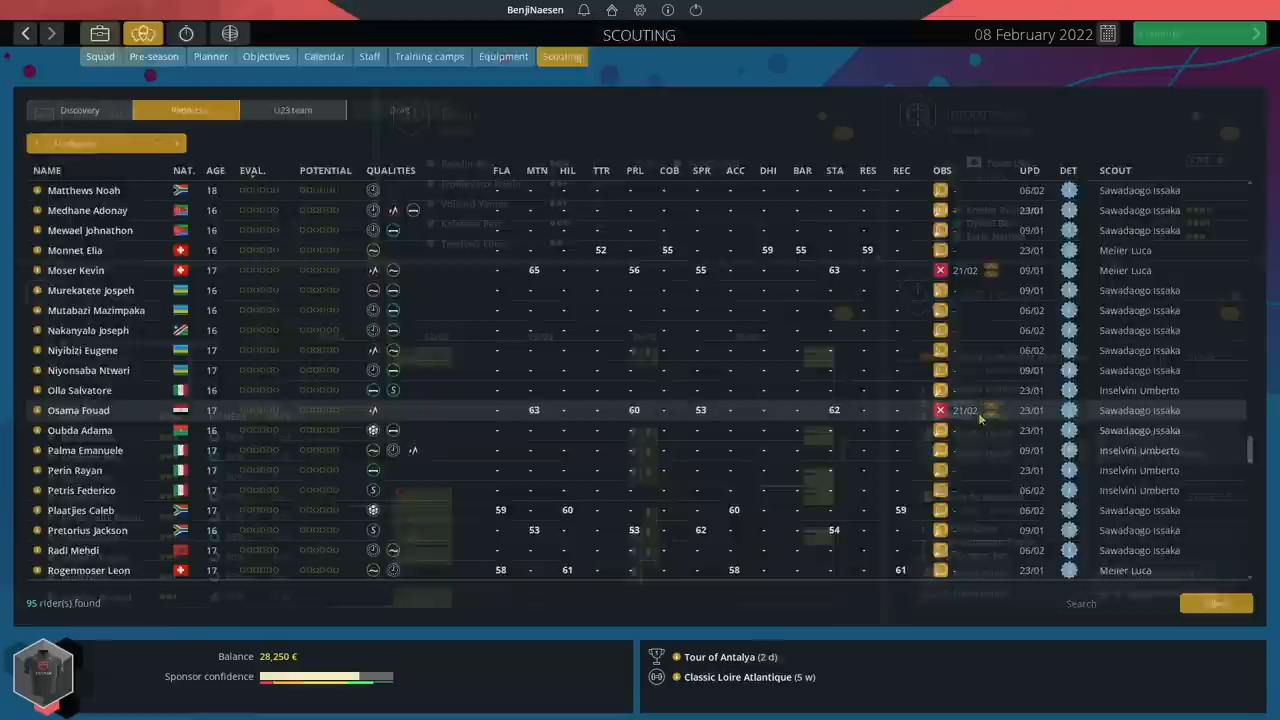 BenjiNaesen
SCOUTING
08 February 2022
Squad Pre-season Planner Objectives Calendar Staff Training camps Equipment Scouting
Discovery U23 team Draft
NAME NAT. AGE EVAL. POTENTIAL QUALITIES FLA MTN HIL TTR PRL COB SPR ACC DHI BAR STA RES REC OBS UPD DET SCOUT
Matthews Noah 18 - - - - - - - - - - - - - - 06/02 Sawadaogo Issaka
Medhane Adonay 16 - - - - - - - - - - - - - - 23/01 Sawadaogo Issaka
Mewael Johnathon 16 - - - - - - - - - - - - - - 09/01 Sawadaogo Issaka
Monnet Elia 16 - - - 52 - 55 - - 59 55 - 59 - - 23/01 Meijer Luca
Moser Kevin 17 - 65 - - 56 - 55 - - - 63 - - 21/02 09/01 Meijer Luca
Murekatete Jospeh 16 - - - - - - - - - - - - - - 09/01 Sawadaogo Issaka
Mutabazi Mazimpaka 16 - - - - - - - - - - - - - - 06/02 Sawadaogo Issaka
Nakanyala Joseph 16 - - - - - - - - - - - - - - 06/02 Sawadaogo Issaka
Niyibizi Eugene 17 - - - - - - - - - - - - - - 06/02 Sawadaogo Issaka
Niyonsaba Ntwari 17 - - - - - - - - - - - - - - 09/01 Sawadaogo Issaka
Olla Salvatore 16 - - - - - - - - - - - - - - 23/01 Inselvini Umberto
Osama Fouad 17 - 63 - - 60 - 53 - - - 62 - - 21/02 23/01 Sawadaogo Issaka
Oubda Adama 16 - - - - - - - - - - - - - - 23/01 Sawadaogo Issaka
Palma Emanuele 17 - - - - - - - - - - - - - - 09/01 Inselvini Umberto
Perin Rayan 17 - - - - - - - - - - - - - - 23/01 Inselvini Umberto
Petris Federico 17 - - - - - - - - - - - - - - 06/02 Inselvini Umberto
Plaatjies Caleb 17 59 - 60 - - - - 60 - - - - 59 - 06/02 Sawadaogo Issaka
Pretorius Jackson 16 - 53 - - 53 - 62 - - - 54 - - - 09/01 Sawadaogo Issaka
Radi Mehdi 17 - - - - - - - - - - - - - - 06/02 Sawadaogo Issaka
Rogenmoser Leon 17 58 - 61 - - - - 58 - - - - 61 - 23/01 Meijer Luca
95 rider(s) found Search
Balance 28,250 €
Sponsor confidence
Tour of Antalya (2 d)
Classic Loire Atlantique (5 w)